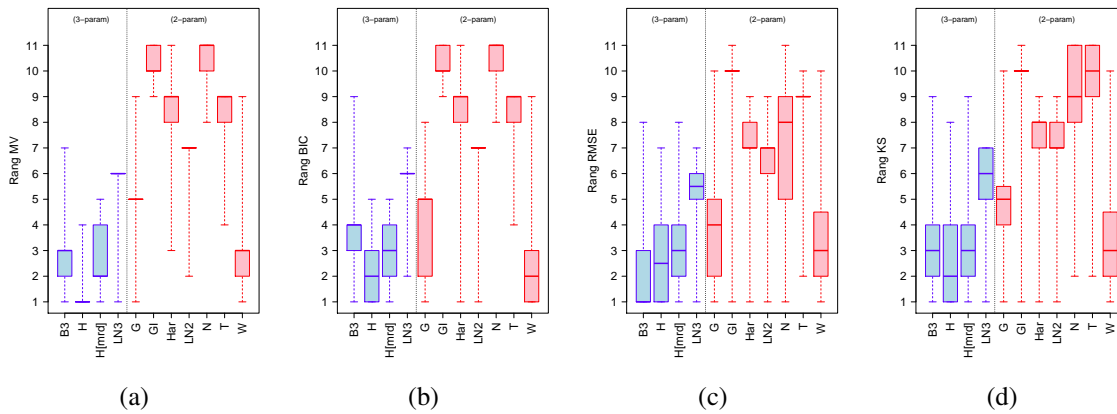 (3−param) (2−param)
Rang MV
11
10
9
8
7
6
5
4
3
2
1
B3 H H[mrd] LN3 G Gl Har LN2 N T W
(a)
(3−param) (2−param)
Rang BIC
11
10
9
8
7
6
5
4
3
2
1
B3 H H[mrd] LN3 G Gl Har LN2 N T W
(b)
(3−param) (2−param)
Rang RMSE
11
10
9
8
7
6
5
4
3
2
1
B3 H H[mrd] LN3 G Gl Har LN2 N T W
(c)
(3−param) (2−param)
Rang KS
11
10
9
8
7
6
5
4
3
2
1
B3 H H[mrd] LN3 G Gl Har LN2 N T W
(d)